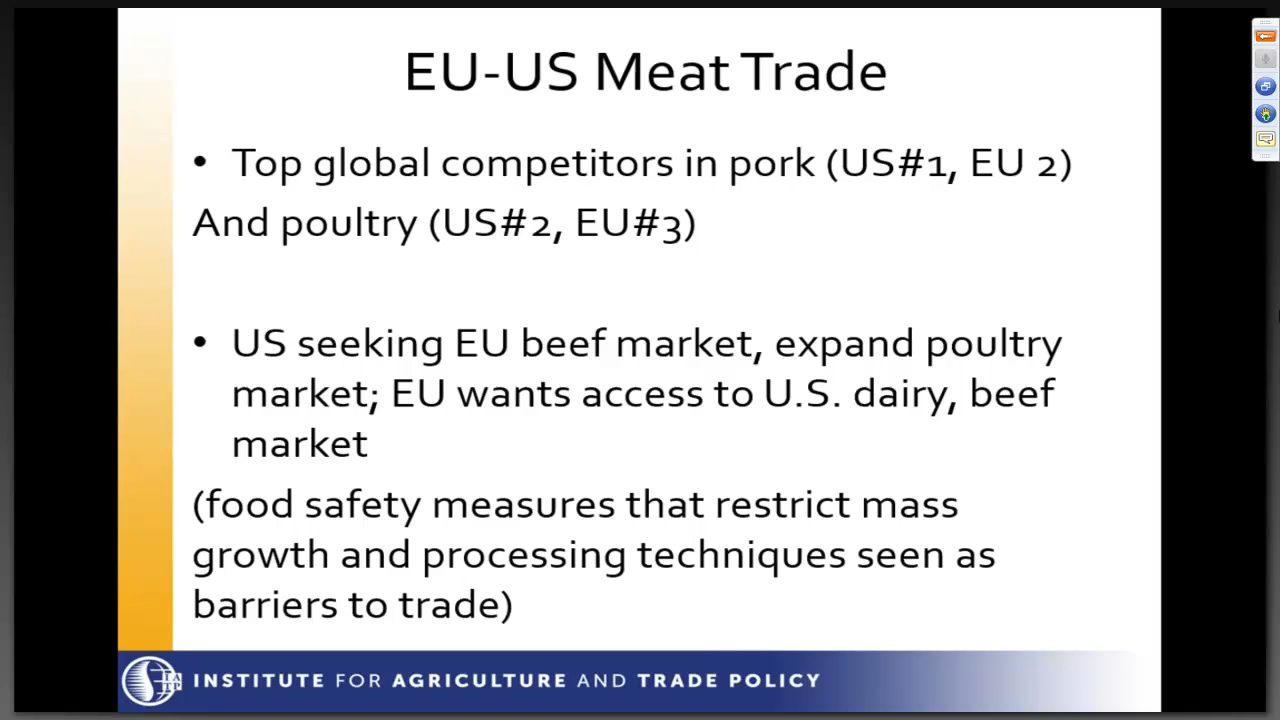 EU-US Meat Trade
• Top global competitors in pork (US#1, EU 2)
And poultry (US#2, EU#3)
• US seeking EU beef market, expand poultry
market; EU wants access to U.S. dairy, beef
market
(food safety measures that restrict mass
growth and processing techniques seen as
barriers to trade)
INSTITUTE FOR AGRICULTURE AND TRADE POLICY